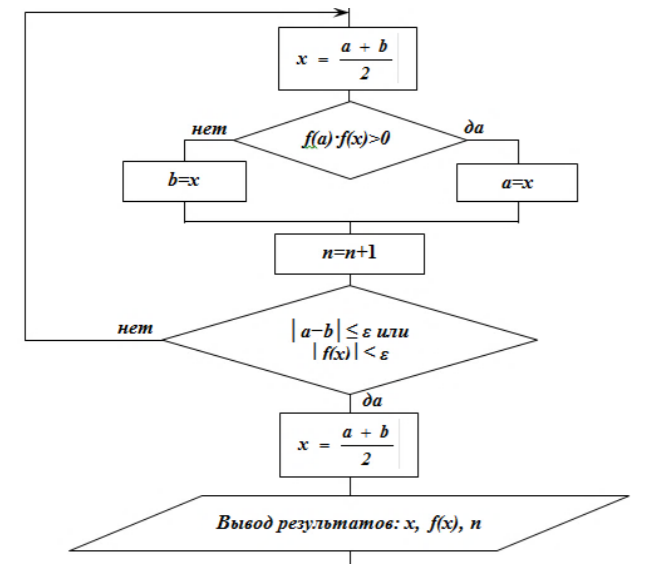 x = a + b / 2
нет
f(a)·f(x)>0
да
b=x
a=x
n=n+1
нет
|a−b| ≤ ε или
|f(x)| < ε
да
x = a + b / 2
Вывод результатов: x, f(x), n